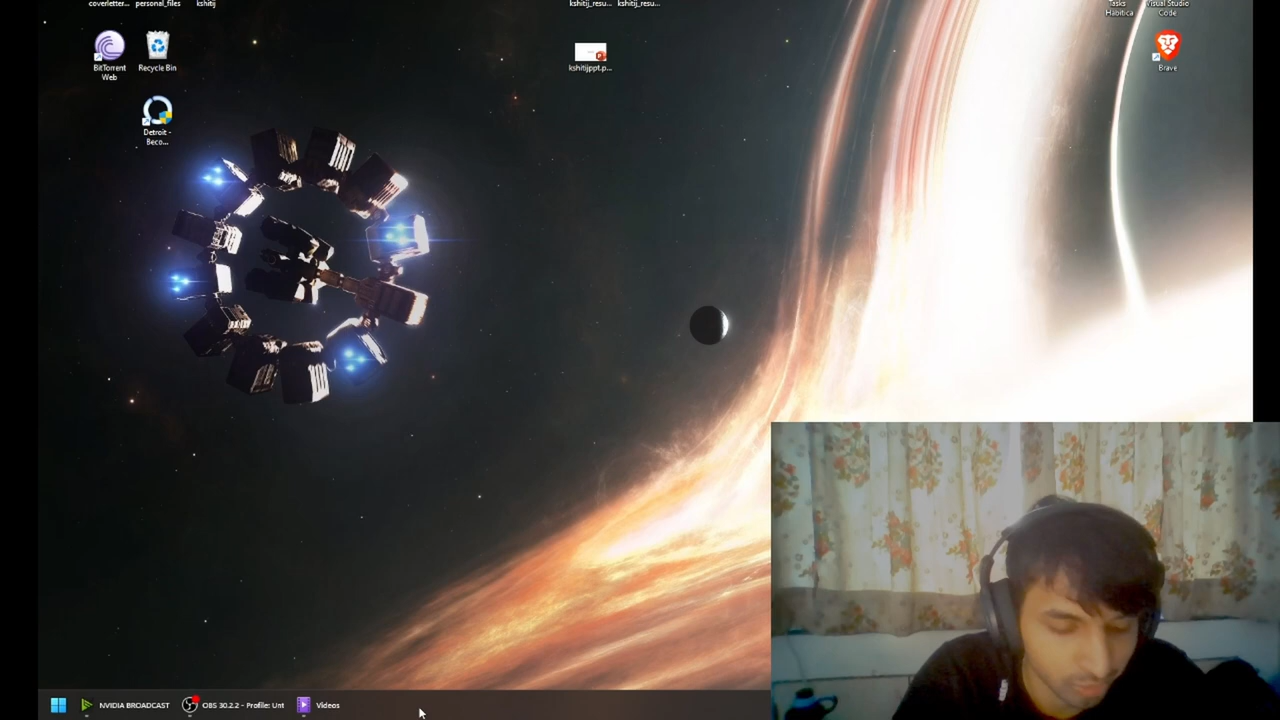 coverletter...
personal_files
kshitij
kshitij_resu...
kshitij_resu...
Tasks
Habitica
Visual Studio
Code
BitTorrent
Web
Recycle Bin
kshitijppt.p...
Brave
Detroit -
Beco...
NVIDIA BROADCAST
OBS 30.2.2 - Profile: Unt
Videos